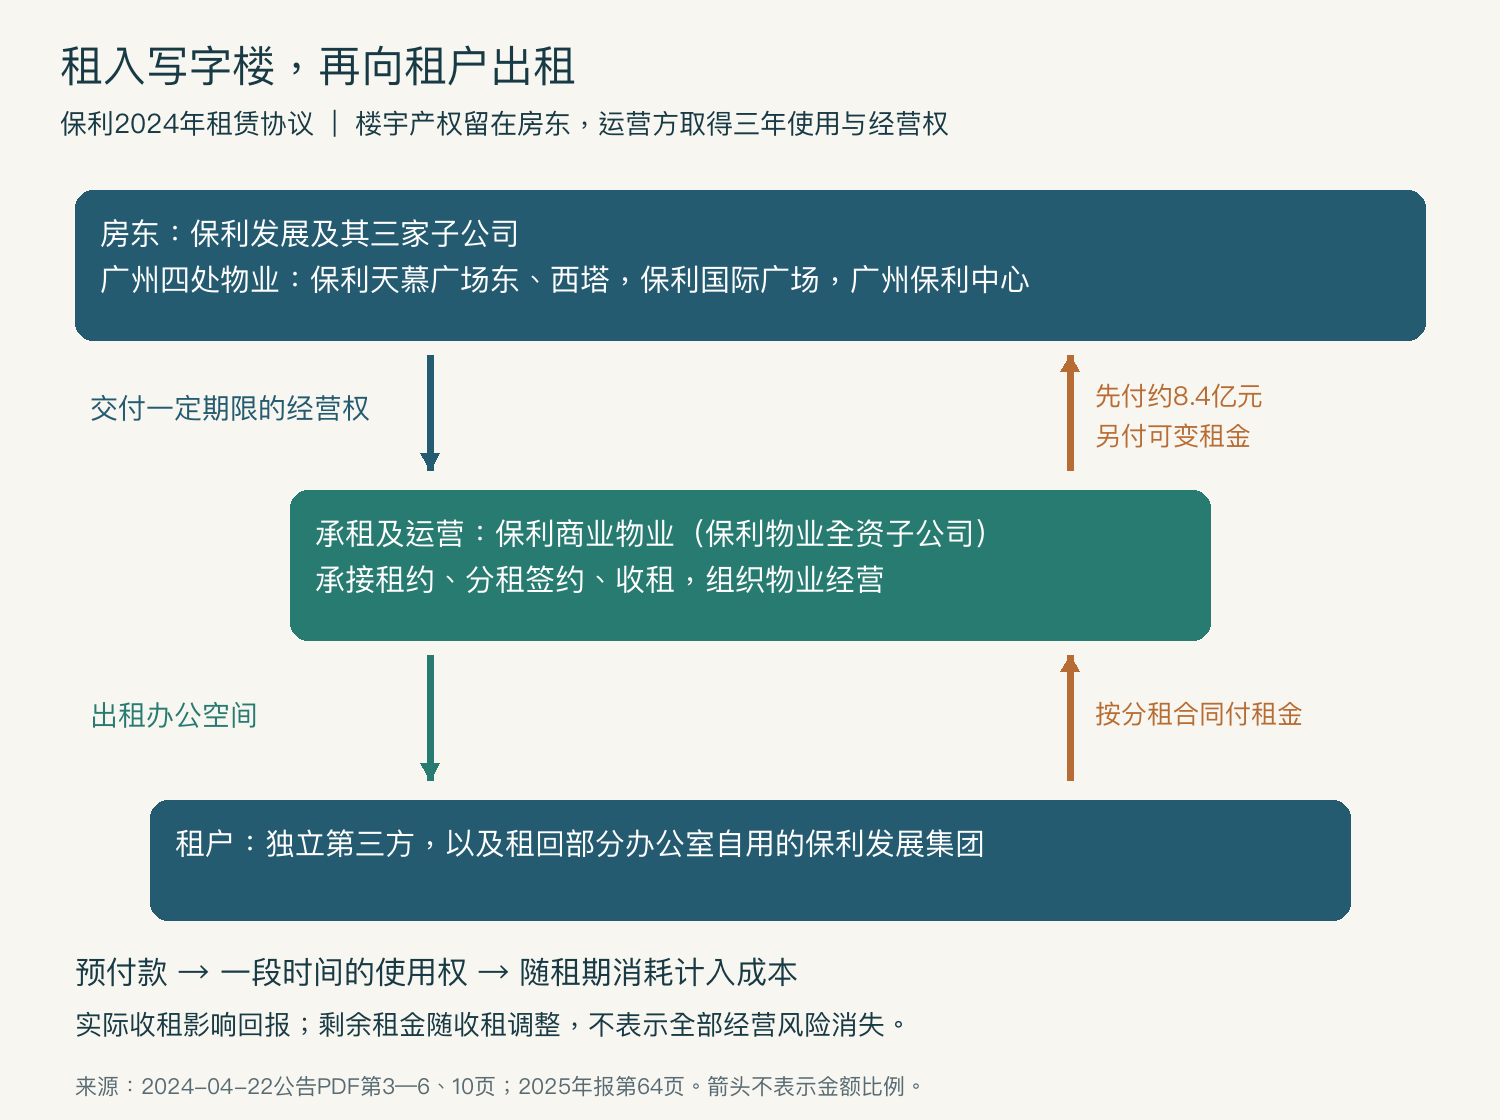 租入写字楼，再向租户出租
保利2024年租赁协议 ｜ 楼宇产权留在房东，运营方取得三年使用与经营权
房东：保利发展及其三家子公司
广州四处物业：保利天幕广场东、西塔，保利国际广场，广州保利中心
交付一定期限的经营权
先付约8.4亿元
另付可变租金
承租及运营：保利商业物业（保利物业全资子公司）
承接租约、分租签约、收租，组织物业经营
出租办公空间
按分租合同付租金
租户：独立第三方，以及租回部分办公室自用的保利发展集团
预付款 → 一段时间的使用权 → 随租期消耗计入成本
实际收租影响回报；剩余租金随收租调整，不表示全部经营风险消失。
来源：2024-04-22公告PDF第3—6、10页；2025年报第64页。箭头不表示金额比例。